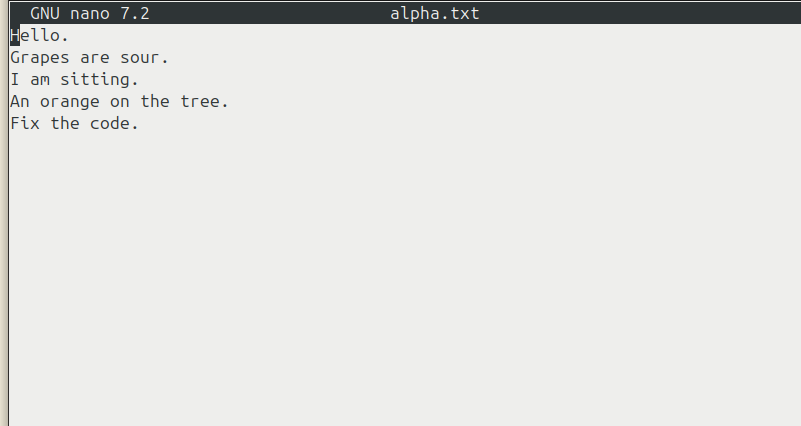 GNU nano 7.2 alpha.txt
Hello.
Grapes are sour.
I am sitting.
An orange on the tree.
Fix the code.